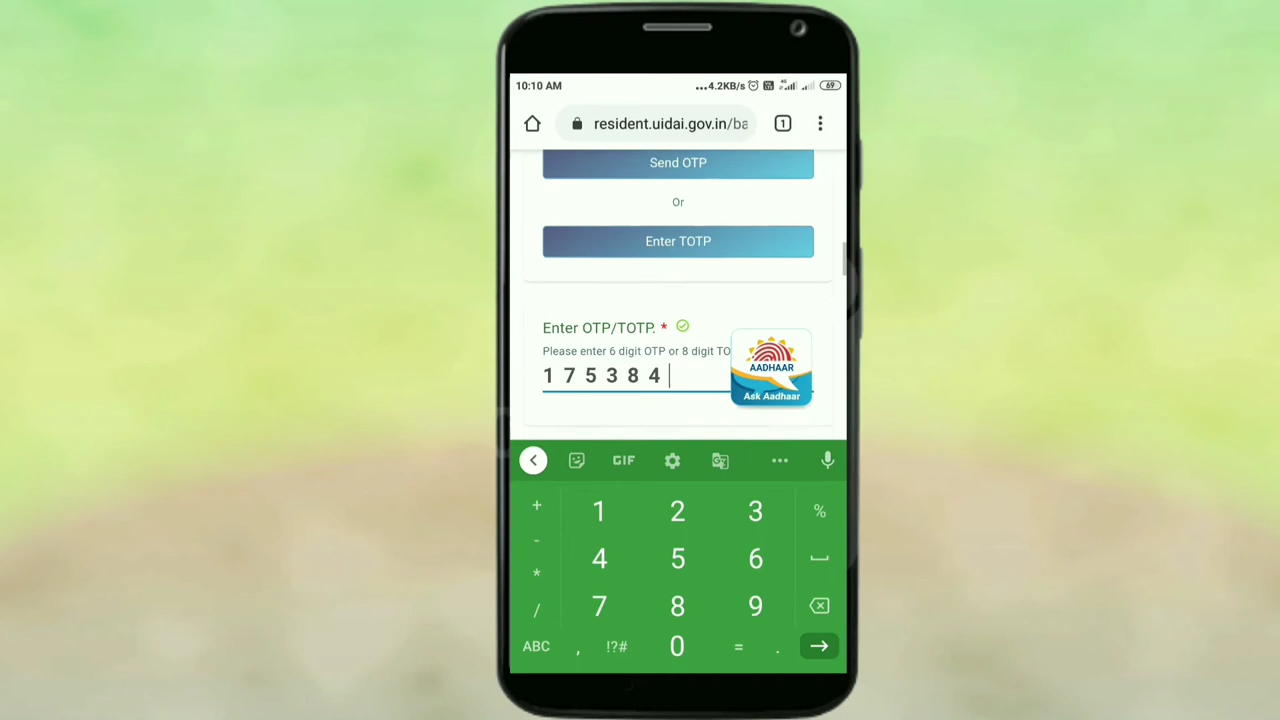 10:10 AM
...4.2KB/s
4G
69
resident.uidai.gov.in/ba
1
Send OTP
Or
Enter TOTP
Enter OTP/TOTP. *
Please enter 6 digit OTP or 8 digit TO
1 7 5 3 8 4
AADHAAR
Ask Aadhaar
GIF
+ 1 2 3 %
- 4 5 6
*
/ 7 8 9
ABC , !?# 0 = .